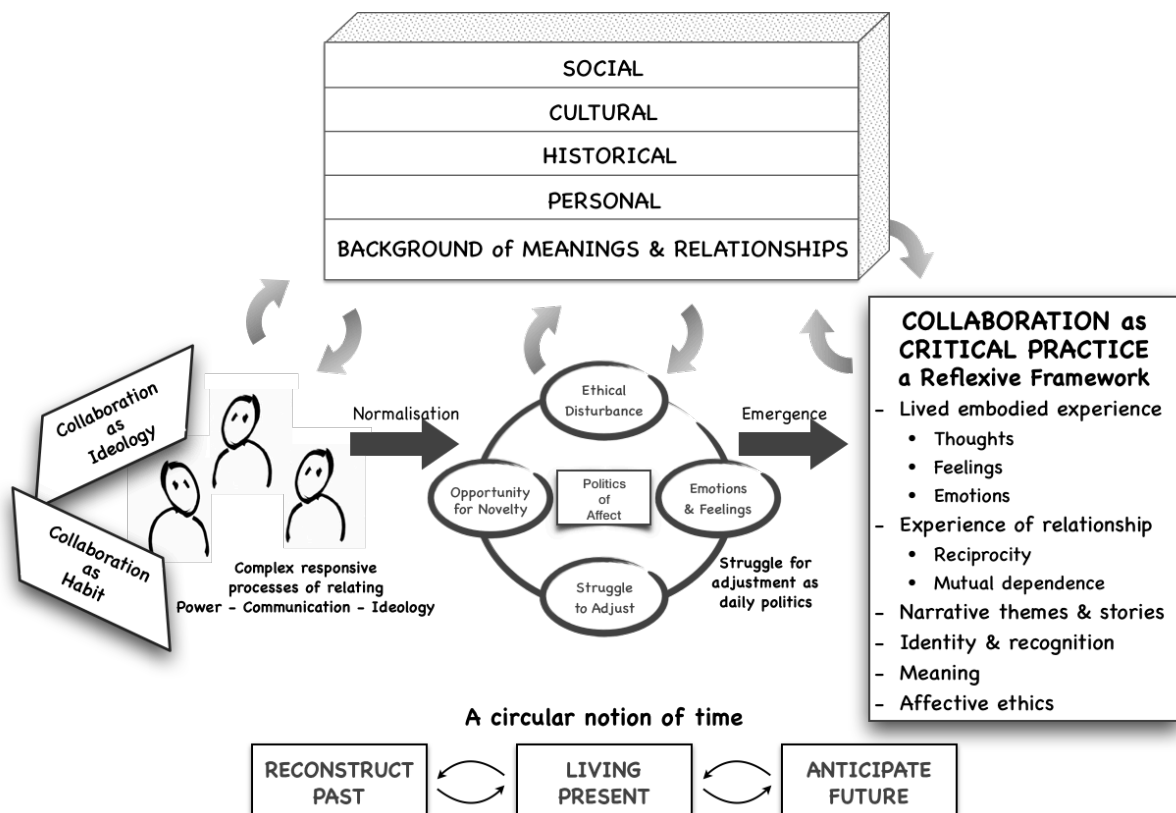 SOCIAL
CULTURAL
HISTORICAL
PERSONAL
BACKGROUND of MEANINGS & RELATIONSHIPS
Collaboration
as
Ideology
Collaboration
as
Habit
Complex responsive
processes of relating
Power - Communication - Ideology
Normalisation
Ethical
Disturbance
Opportunity
for Novelty
Politics
of
Affect
Emotions
& Feelings
Struggle
to Adjust
Emergence
Struggle for
adjustment as
daily politics
COLLABORATION as
CRITICAL PRACTICE
a Reflexive Framework
- Lived embodied experience
• Thoughts
• Feelings
• Emotions
- Experience of relationship
• Reciprocity
• Mutual dependence
- Narrative themes & stories
- Identity & recognition
- Meaning
- Affective ethics
A circular notion of time
RECONSTRUCT
PAST
LIVING
PRESENT
ANTICIPATE
FUTURE